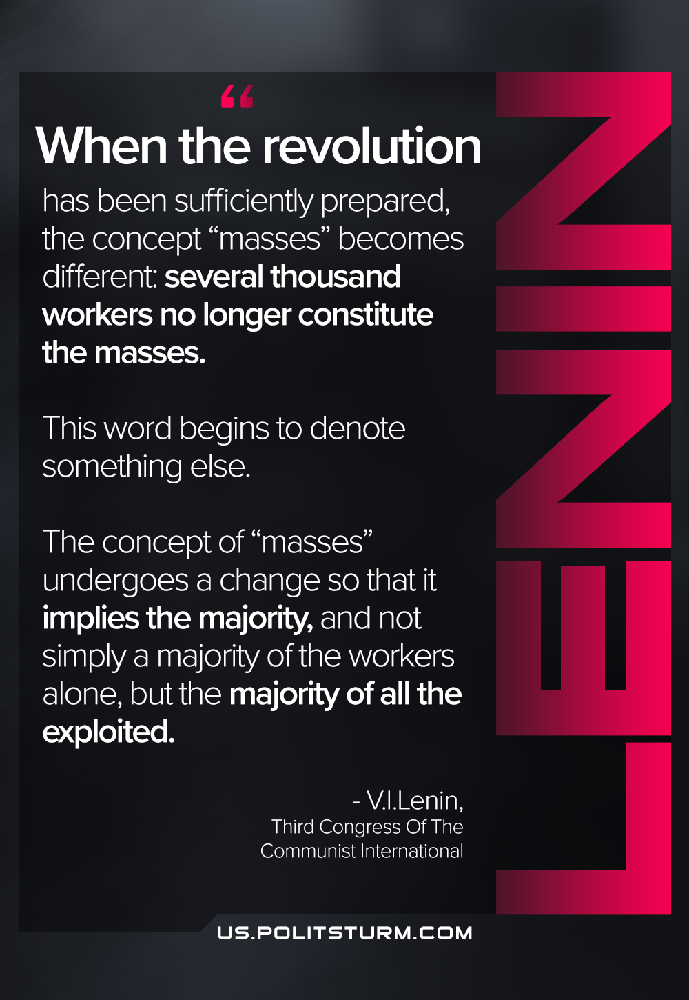 “
When the revolution
has been sufficiently prepared,
the concept “masses” becomes
different: several thousand
workers no longer constitute
the masses.
This word begins to denote
something else.
The concept of “masses”
undergoes a change so that it
implies the majority, and not
simply a majority of the workers
alone, but the majority of all the
exploited.
- V.I.Lenin,
Third Congress Of The
Communist International
LENIN
US.POLITSTURM.COM